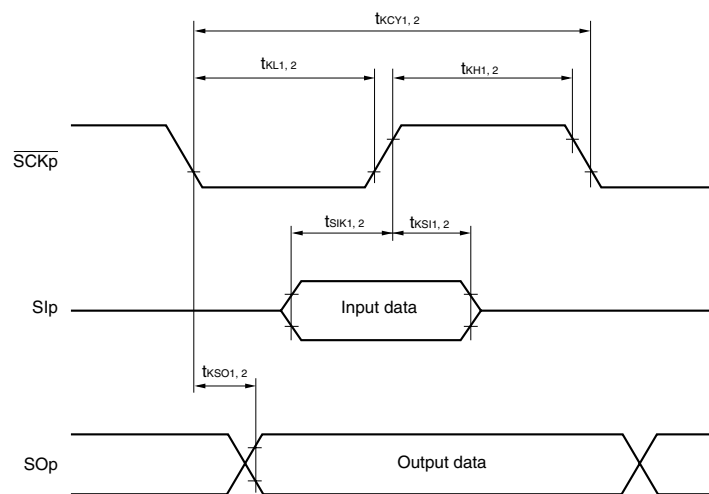 tKCY1, 2
tKL1, 2 tKH1, 2
SCKp
tSIK1, 2 tKSI1, 2
SIp Input data
tKSO1, 2
SOp Output data